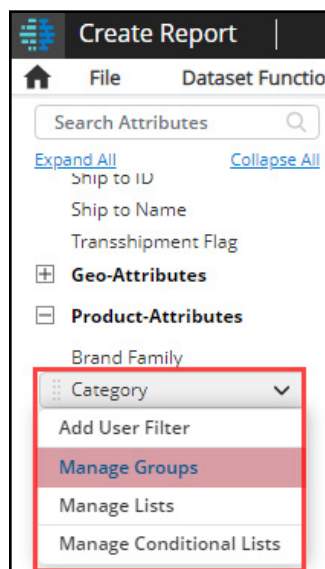 Create Report
File Dataset Functio
Search Attributes
Expand All Collapse All
Ship to ID
Ship to Name
Transshipment Flag
Geo-Attributes
Product-Attributes
Brand Family
Category
Add User Filter
Manage Groups
Manage Lists
Manage Conditional Lists